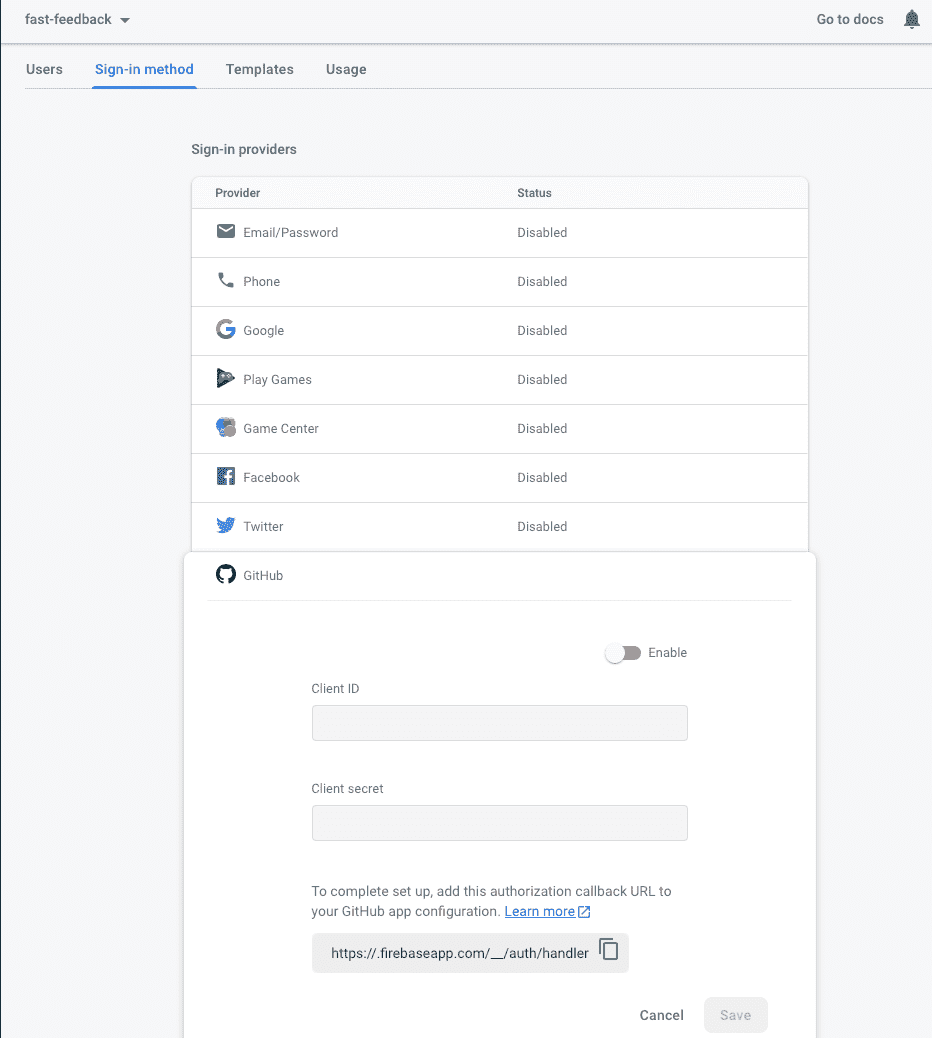 fast-feedback
Go to docs
Users
Sign-in method
Templates
Usage
Sign-in providers
Provider Status
Email/Password Disabled
Phone Disabled
Google Disabled
Play Games Disabled
Game Center Disabled
Facebook Disabled
Twitter Disabled
GitHub
Enable
Client ID
Client secret
To complete set up, add this authorization callback URL to
your GitHub app configuration. Learn more
https://.firebaseapp.com/__/auth/handler
Cancel
Save